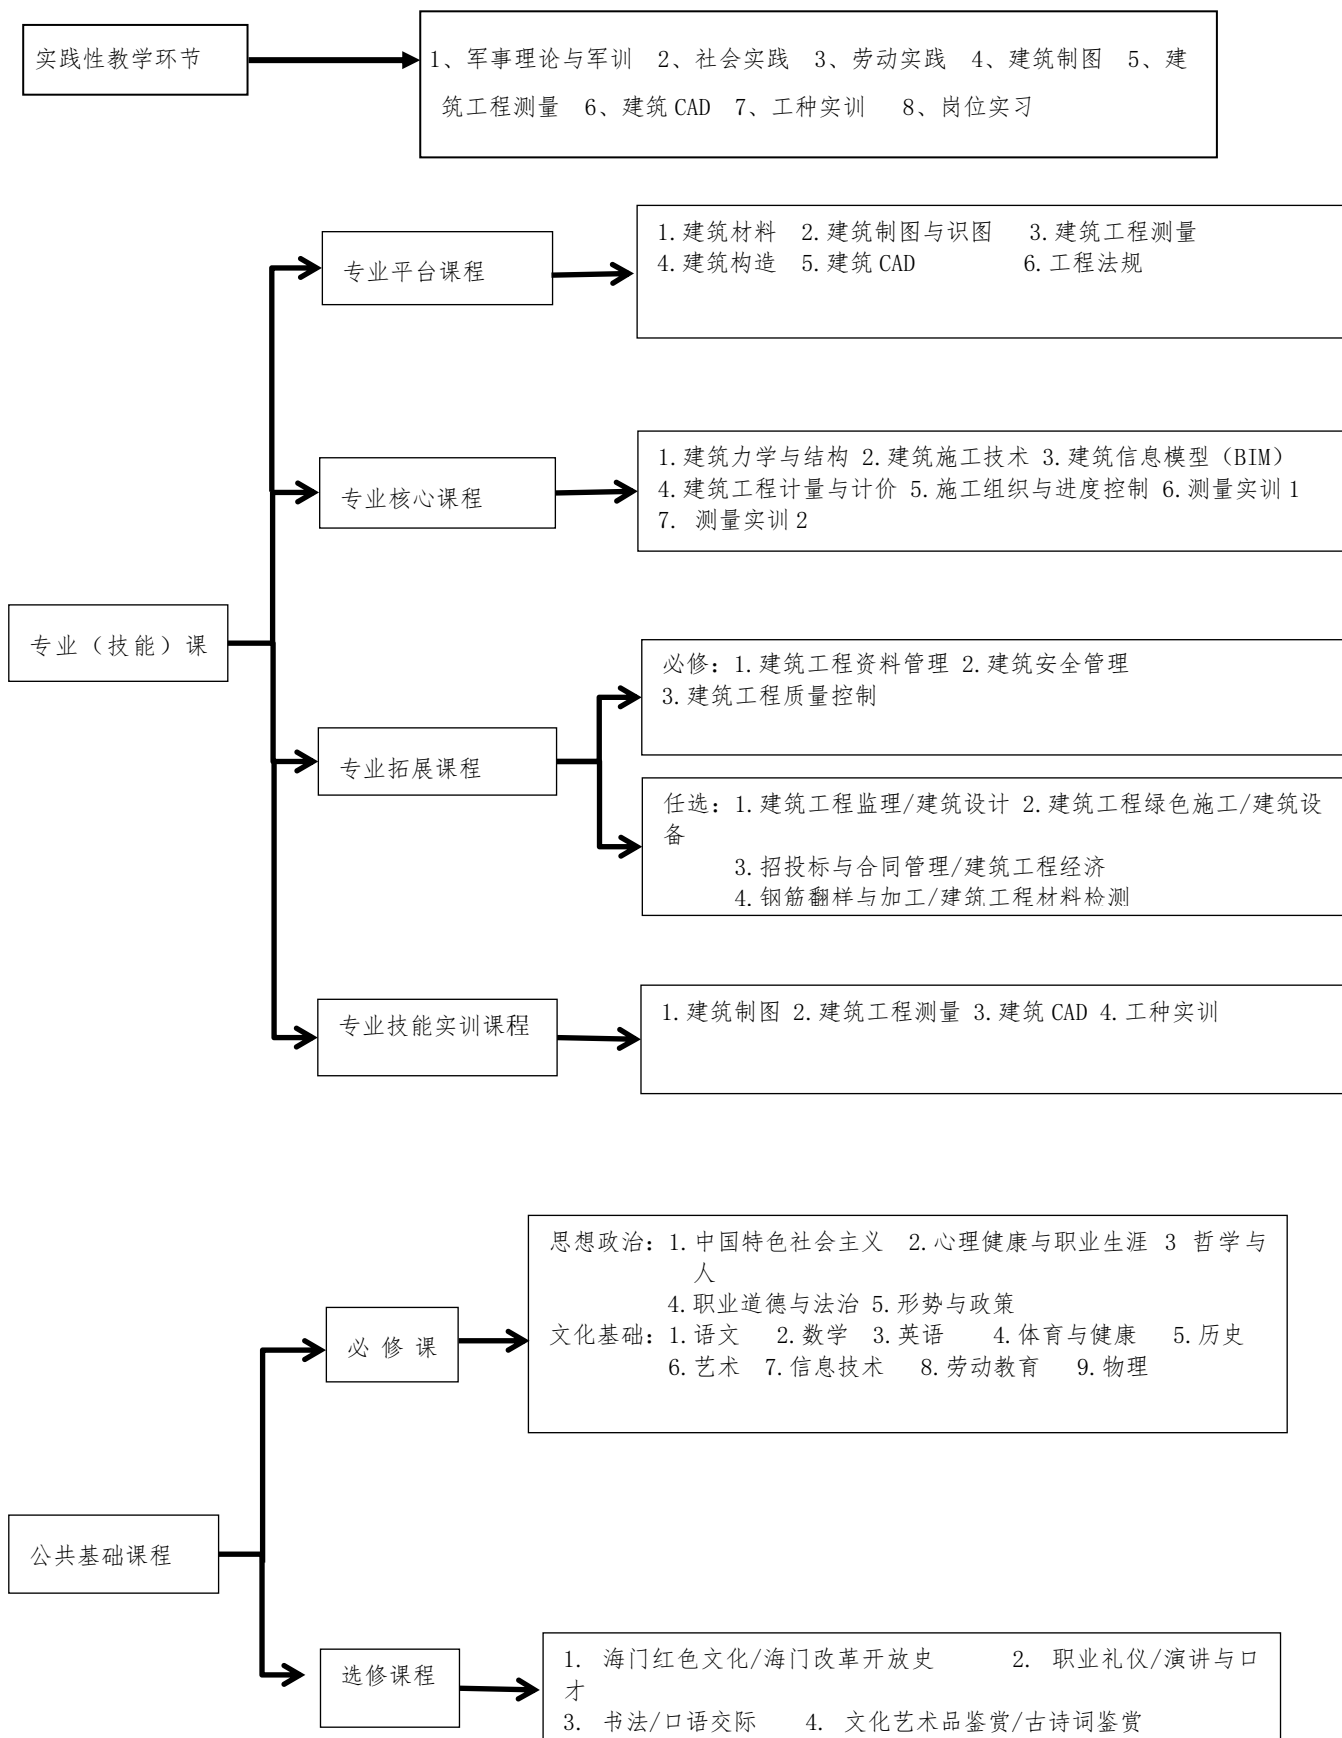 实践性教学环节
1、军事理论与军训 2、社会实践 3、劳动实践 4、建筑制图 5、建
筑工程测量 6、建筑 CAD 7、工种实训 8、岗位实习
专业（技能）课
专业平台课程
1.建筑材料 2.建筑制图与识图 3.建筑工程测量
4.建筑构造 5.建筑 CAD 6.工程法规
专业核心课程
1.建筑力学与结构 2.建筑施工技术 3.建筑信息模型（BIM）
4.建筑工程计量与计价 5.施工组织与进度控制 6.测量实训 1
7. 测量实训 2
专业拓展课程
必修：1.建筑工程资料管理 2.建筑安全管理
3.建筑工程质量控制
任选：1.建筑工程监理/建筑设计 2.建筑工程绿色施工/建筑设
备
3.招投标与合同管理/建筑工程经济
4.钢筋翻样与加工/建筑工程材料检测
专业技能实训课程
1.建筑制图 2.建筑工程测量 3.建筑 CAD 4.工种实训
公共基础课程
必 修 课
思想政治：1.中国特色社会主义 2.心理健康与职业生涯 3 哲学与
人
4.职业道德与法治 5.形势与政策
文化基础：1.语文 2.数学 3.英语 4.体育与健康 5.历史
6.艺术 7.信息技术 8.劳动教育 9.物理
选修课程
1. 海门红色文化/海门改革开放史 2. 职业礼仪/演讲与口
才
3. 书法/口语交际 4. 文化艺术品鉴赏/古诗词鉴赏